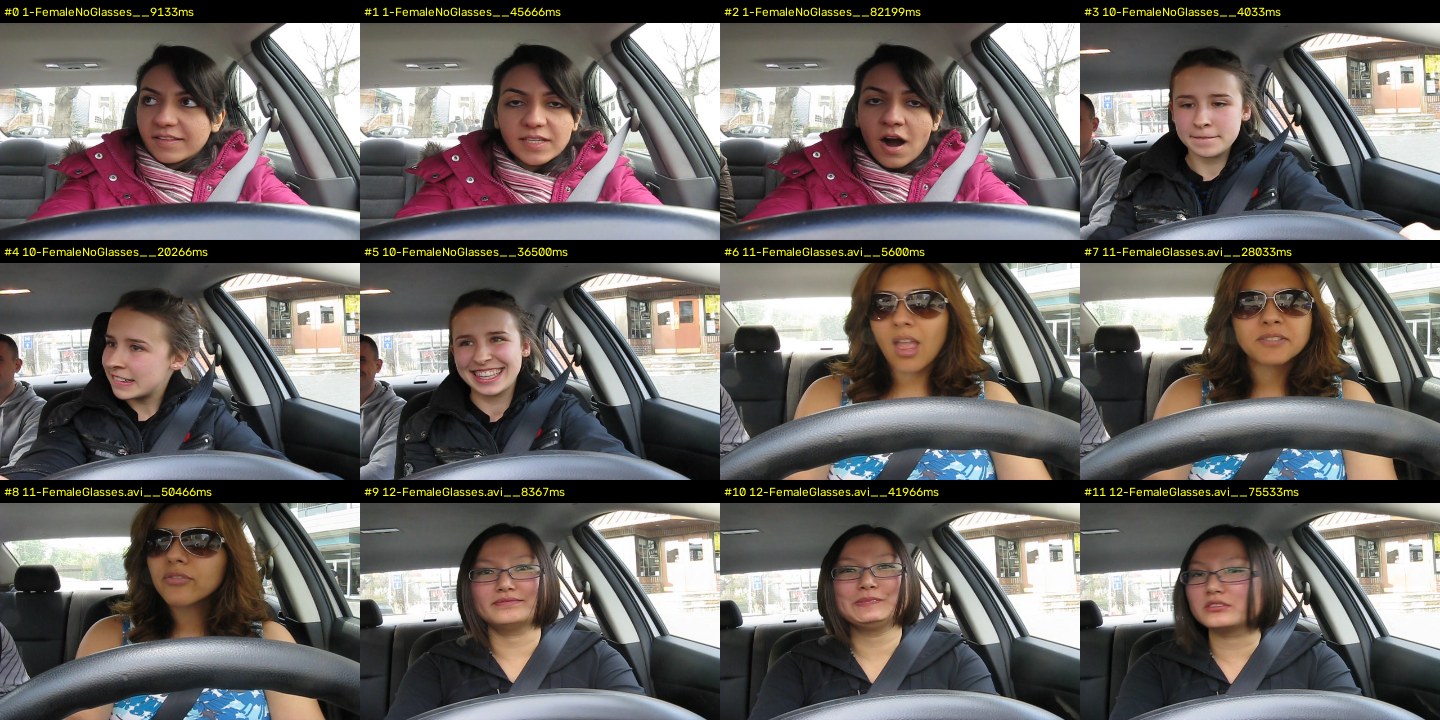 #0 1-FemaleNoGlasses__9133ms
#1 1-FemaleNoGlasses__45666ms
#2 1-FemaleNoGlasses__82199ms
#3 10-FemaleNoGlasses__4033ms
#4 10-FemaleNoGlasses__20266ms
#5 10-FemaleNoGlasses__36500ms
#6 11-FemaleGlasses.avi__5600ms
#7 11-FemaleGlasses.avi__28033ms
#8 11-FemaleGlasses.avi__50466ms
#9 12-FemaleGlasses.avi__8367ms
#10 12-FemaleGlasses.avi__41966ms
#11 12-FemaleGlasses.avi__75533ms